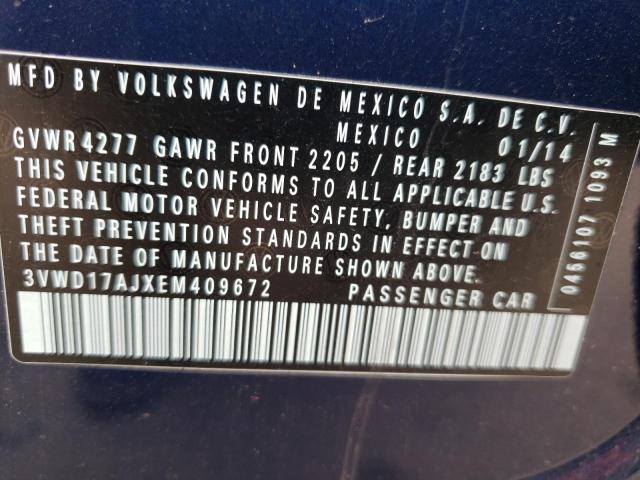 MFD BY VOLKSWAGEN DE MEXICO S.A. DE C.V.
MEXICO 01/14
GVWR 4277 GAWR FRONT 2205 / REAR 2183 LBS
THIS VEHICLE CONFORMS TO ALL APPLICABLE U.S.
FEDERAL MOTOR VEHICLE SAFETY, BUMPER AND
THEFT PREVENTION STANDARDS IN EFFECT ON
THE DATE OF MANUFACTURE SHOWN ABOVE.
3VWD17AJXEM409672 PASSENGER CAR
0466107 1093 M